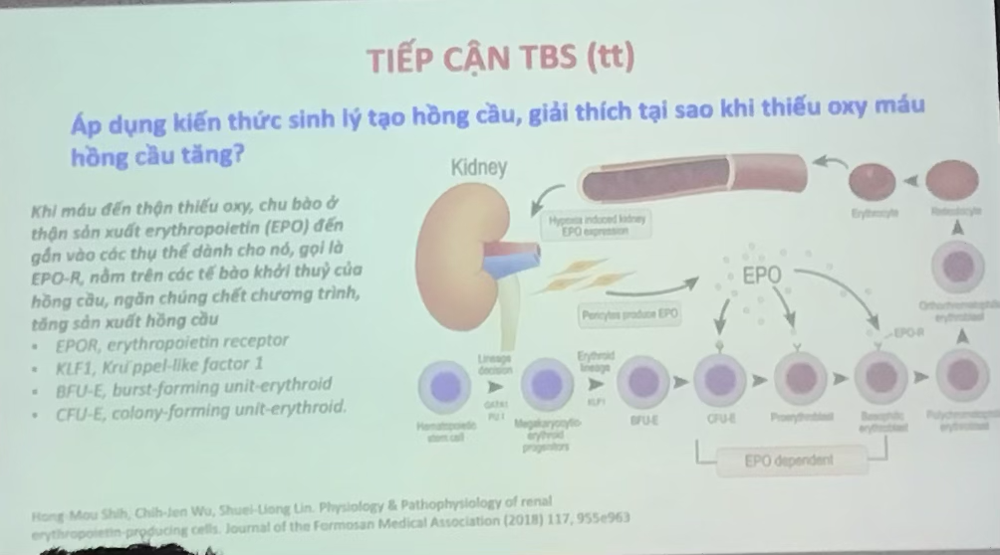 TIẾP CẬN TBS (tt)
Áp dụng kiến thức sinh lý tạo hồng cầu, giải thích tại sao khi thiếu oxy máu
hồng cầu tăng?
Kidney
Khi máu đến thận thiếu oxy, chu bào ở
thận sản xuất erythropoietin (EPO) đến
gắn vào các thụ thể dành cho nó, gọi là
EPO-R, nằm trên các tế bào khởi thuỷ của
hồng cầu, ngăn chúng chết chương trình,
tăng sản xuất hồng cầu
▪ EPOR, erythropoietin receptor
▪ KLF1, Kru¨ppel-like factor 1
▪ BFU-E, burst-forming unit-erythroid
▪ CFU-E, colony-forming unit-erythroid.
Hypoxia induced kidney
EPO expression
Erythrocyte
Reticulocyte
EPO
Pericytes produce EPO
Orthochromatophilic
erythroblast
EPO-R
Lineage
decision
GATA1
PU.1
Erythroid
lineage
KLF1
Hematopoietic
stem cell
Megakaryocytic-
erythroid
progenitors
BFU-E
CFU-E
Proerythroblast
Basophilic
erythroblast
Polychromatophilic
erythroblast
EPO dependent
Hong-Mou Shih, Chih-Jen Wu, Shuei-Liong Lin. Physiology & Pathophysiology of renal
erythropoietin-producing cells. Journal of the Formosan Medical Association (2018) 117, 955e963